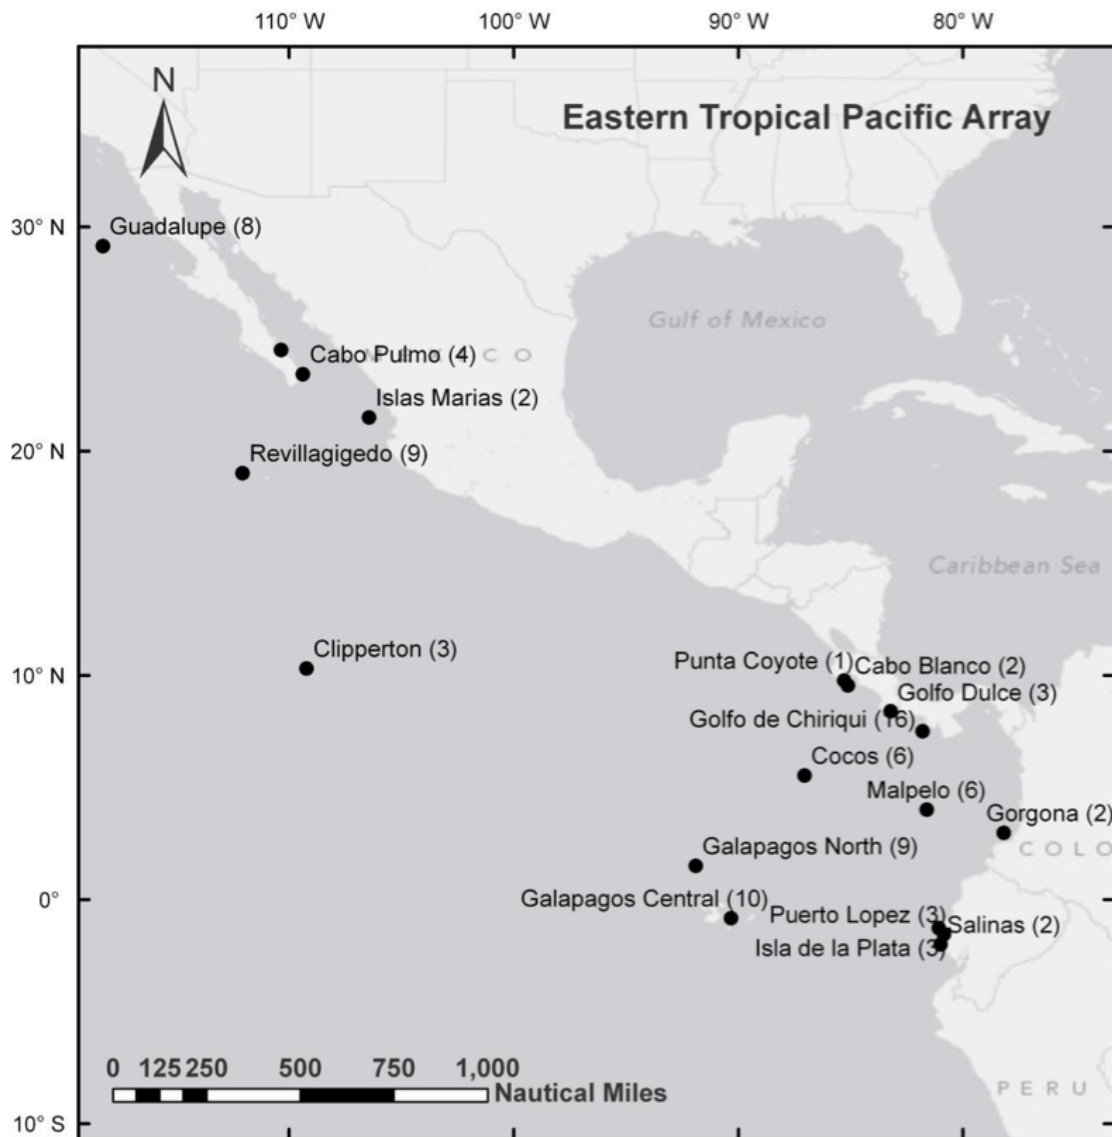 110° W 100° W 90° W 80° W
N
Eastern Tropical Pacific Array
30° N
Guadalupe (8)
Gulf of Mexico
Cabo Pulmo (4)
MEXICO
Islas Marias (2)
20° N
Revillagigedo (9)
Caribbean Sea
Clipperton (3)
10° N
Punta Coyote (1)
Cabo Blanco (2)
Golfo Dulce (3)
Golfo de Chiriqui (16)
Cocos (6)
Malpelo (6)
Gorgona (2)
COLO
Galapagos North (9)
0°
Galapagos Central (10)
Puerto Lopez (3)
Salinas (2)
Isla de la Plata (3)
0 125 250 500 750 1,000
Nautical Miles
PERU
10° S